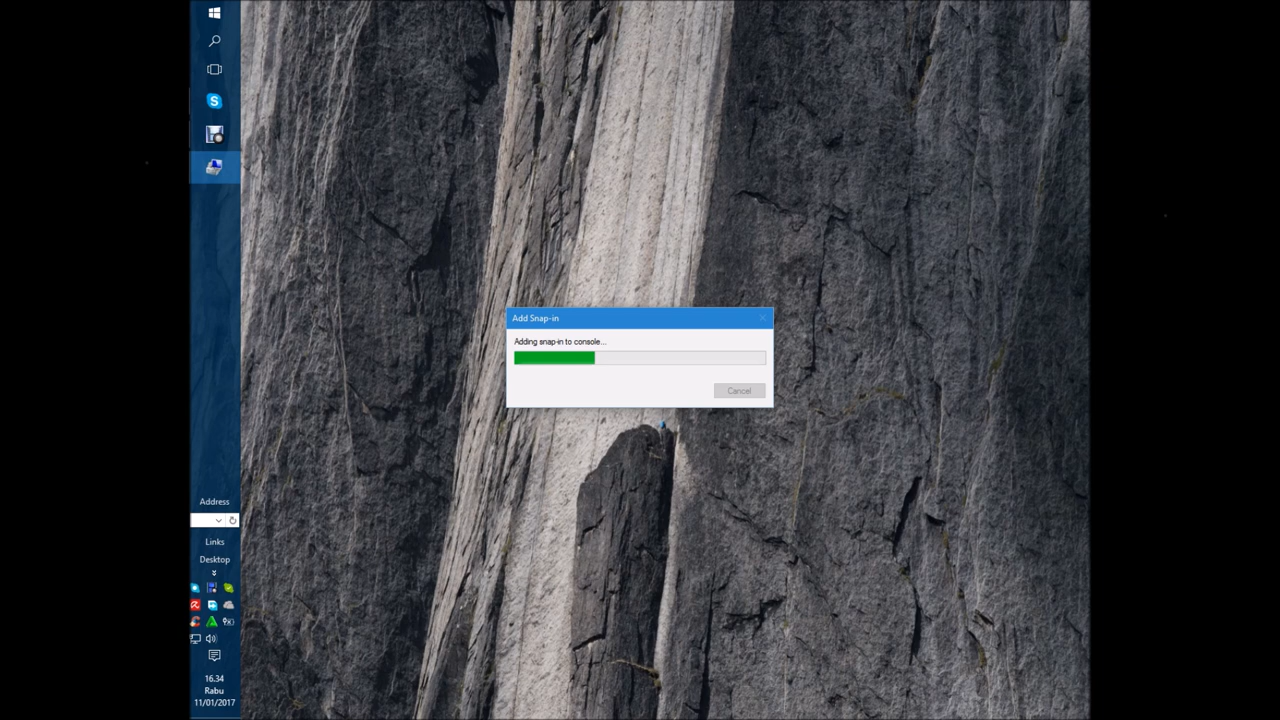 Add Snap-in
Adding snap-in to console...
Cancel
Address
Links
Desktop
16.34
Rabu
11/01/2017